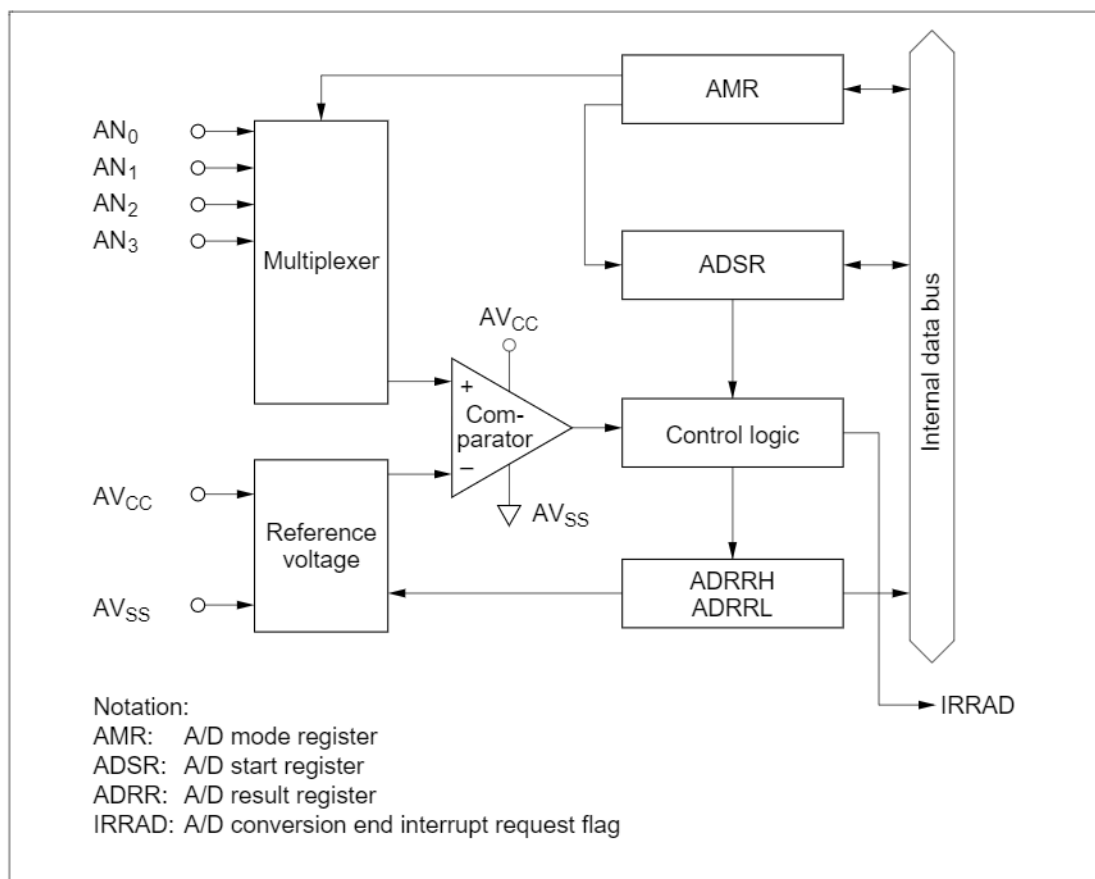 AMR
AN0
AN1
AN2
AN3
Multiplexer
ADSR
Internal data bus
AVCC
+
Com-
parator
−
Control logic
AVCC
Reference
voltage
AVSS
AVSS
ADRRH
ADRRL
IRRAD
Notation:
AMR: A/D mode register
ADSR: A/D start register
ADRR: A/D result register
IRRAD: A/D conversion end interrupt request flag